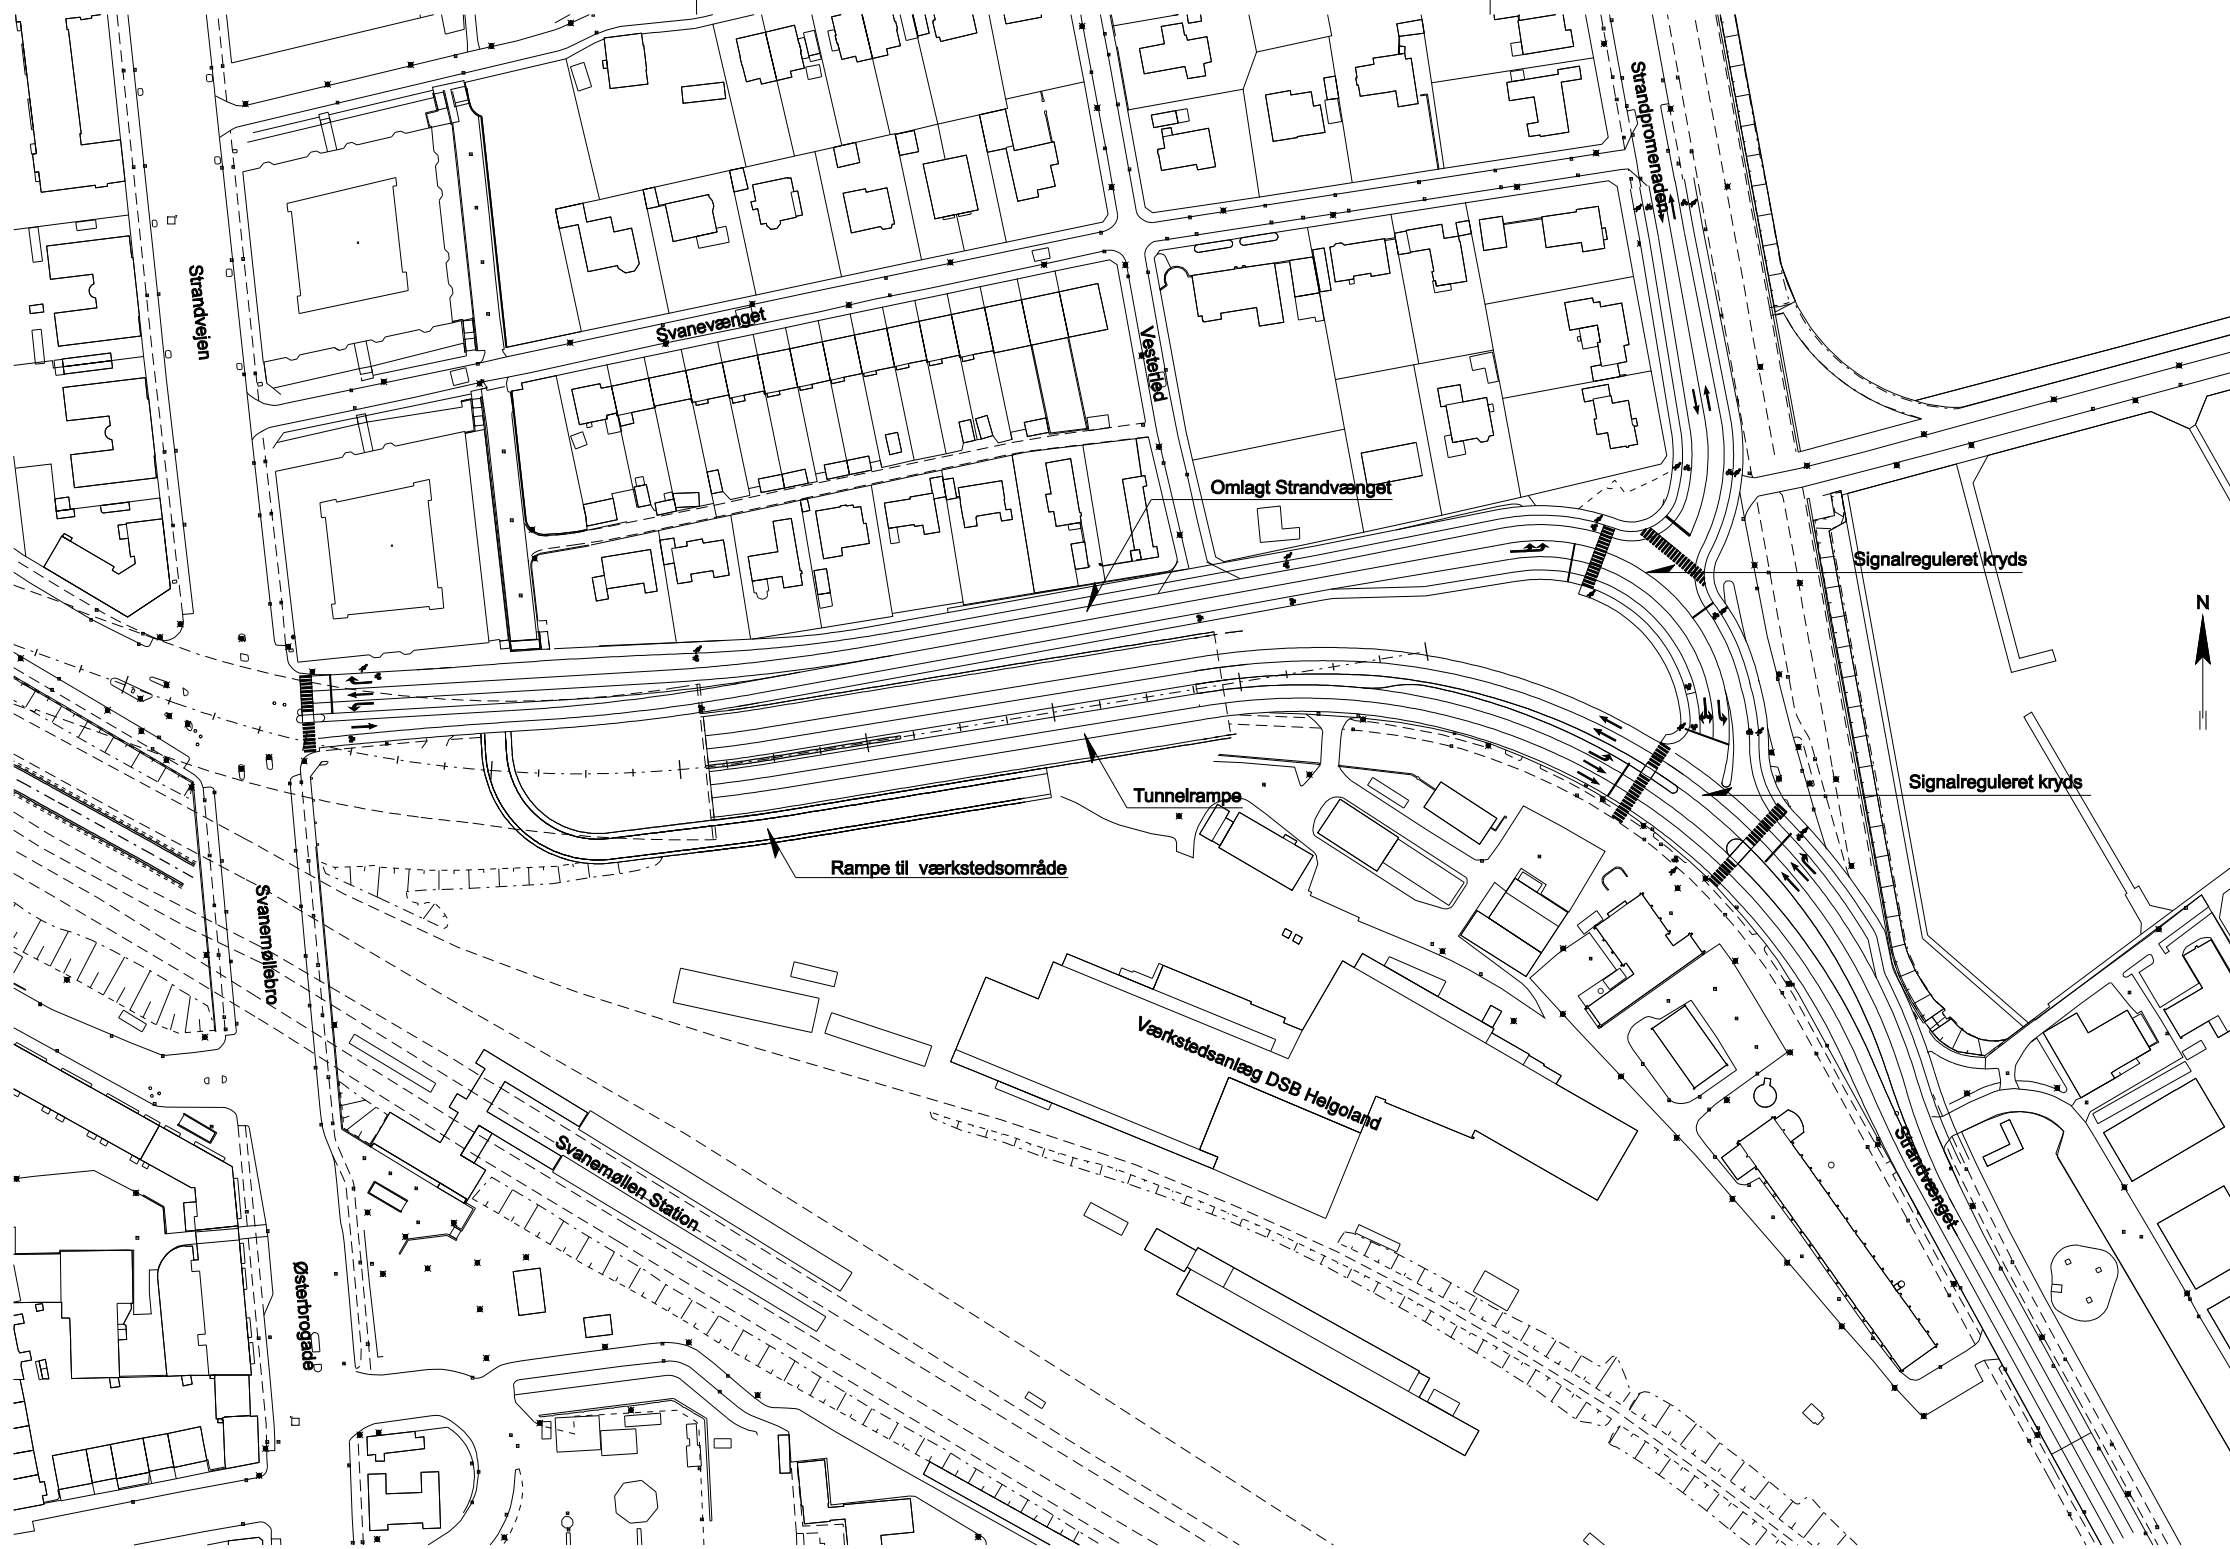 Strandpromenaden
Strandvejen
Svanevænget
Vesterled
Omlagt Strandvænget
Signalreguleret kryds
N
Signalreguleret kryds
Tunnelrampe
Rampe til værkstedsområde
Svanemøllebro
Værkstedsanlæg DSB Helgoland
Svanemøllen Station
Strandvænget
Østerbrogade